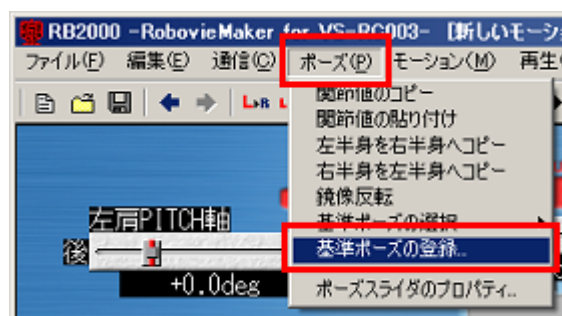 RB2000 -RobovieMaker for VS-RC003- [新しいモーショ
ファイル(F) 編集(E) 通信(C) ポーズ(P) モーション(M) 再生
関節値のコピー
関節値の貼り付け
左半身を右半身へコピー
右半身を左半身へコピー
鏡像反転
基準ポーズの選択
基準ポーズの登録..
ポーズスライダのプロパティ..
L▸R
左肩PITCH軸
後
+0.0deg